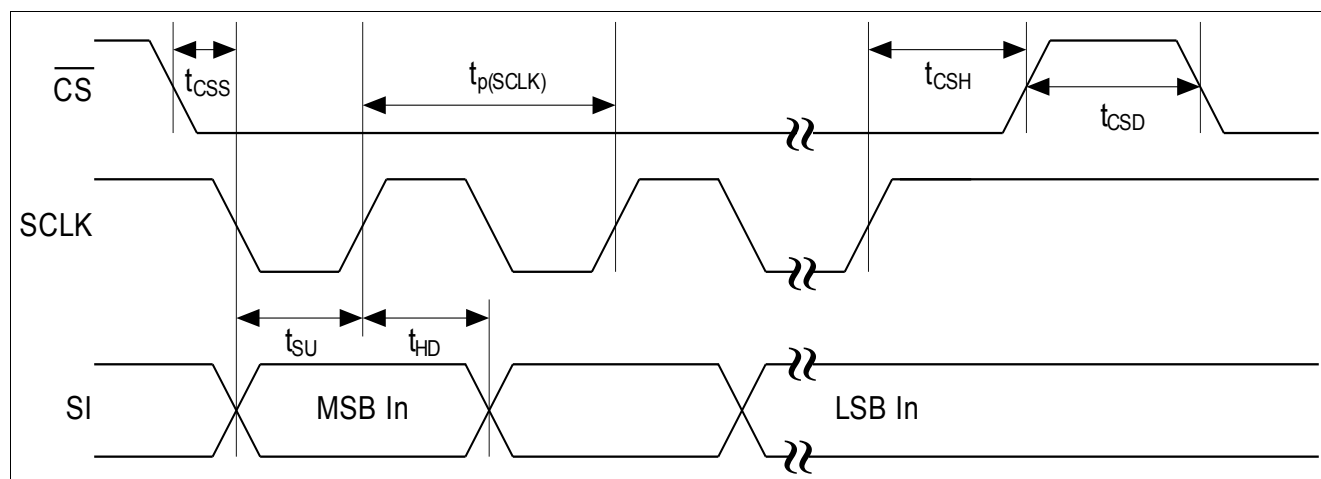 CS
tCSS
tp(SCLK)
tCSH
tCSD
SCLK
tSU
tHD
SI
MSB In
LSB In